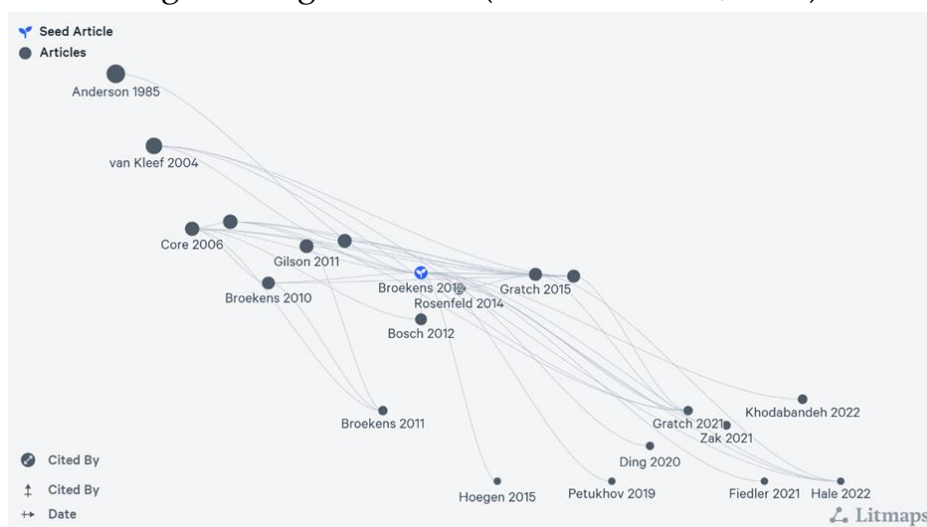 Seed Article
Articles
Anderson 1985
van Kleef 2004
Core 2006
Gilson 2011
Broekens 2010
Broekens
Gratch 2015
Rosenfeld 2014
Bosch 2012
Broekens 2011
Khodabandeh 2022
Gratch 2021
Zak 2021
Ding 2020
Cited By
Hoegen 2015
Petukhov 2019
Fiedler 2021
Hale 2022
Cited By
Date
Litmaps